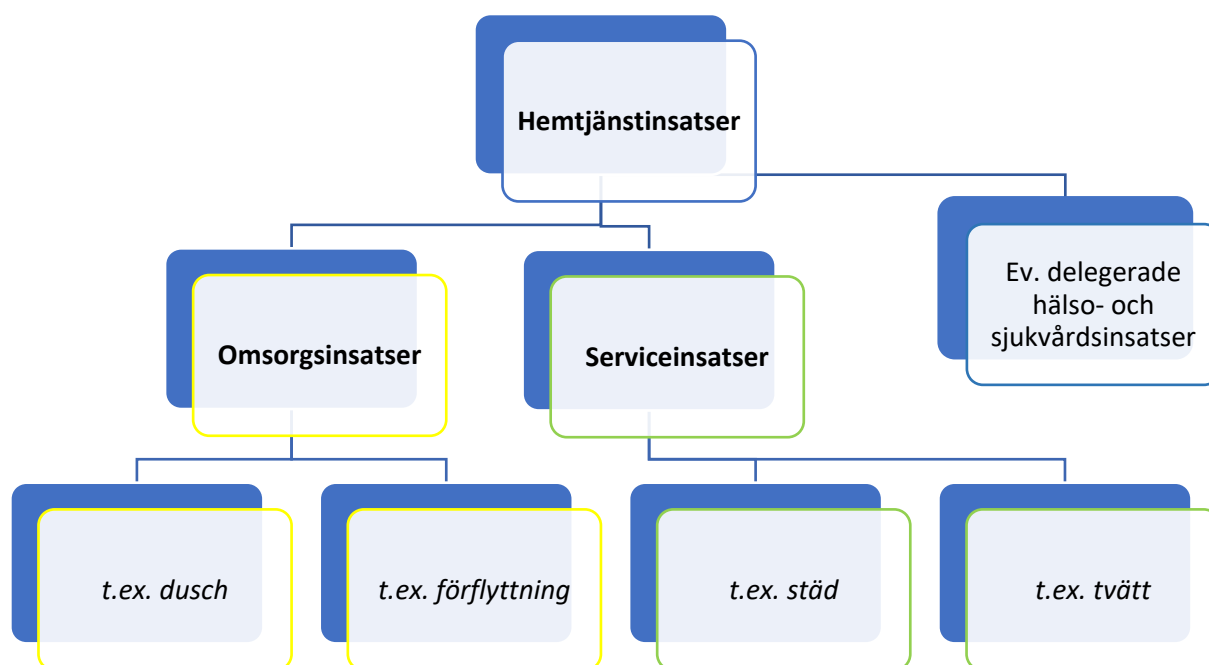 Hemtjänstinsatser
Ev. delegerade
hälso- och
sjukvårdsinsatser
Omsorgsinsatser
Serviceinsatser
t.ex. dusch
t.ex. förflyttning
t.ex. städ
t.ex. tvätt